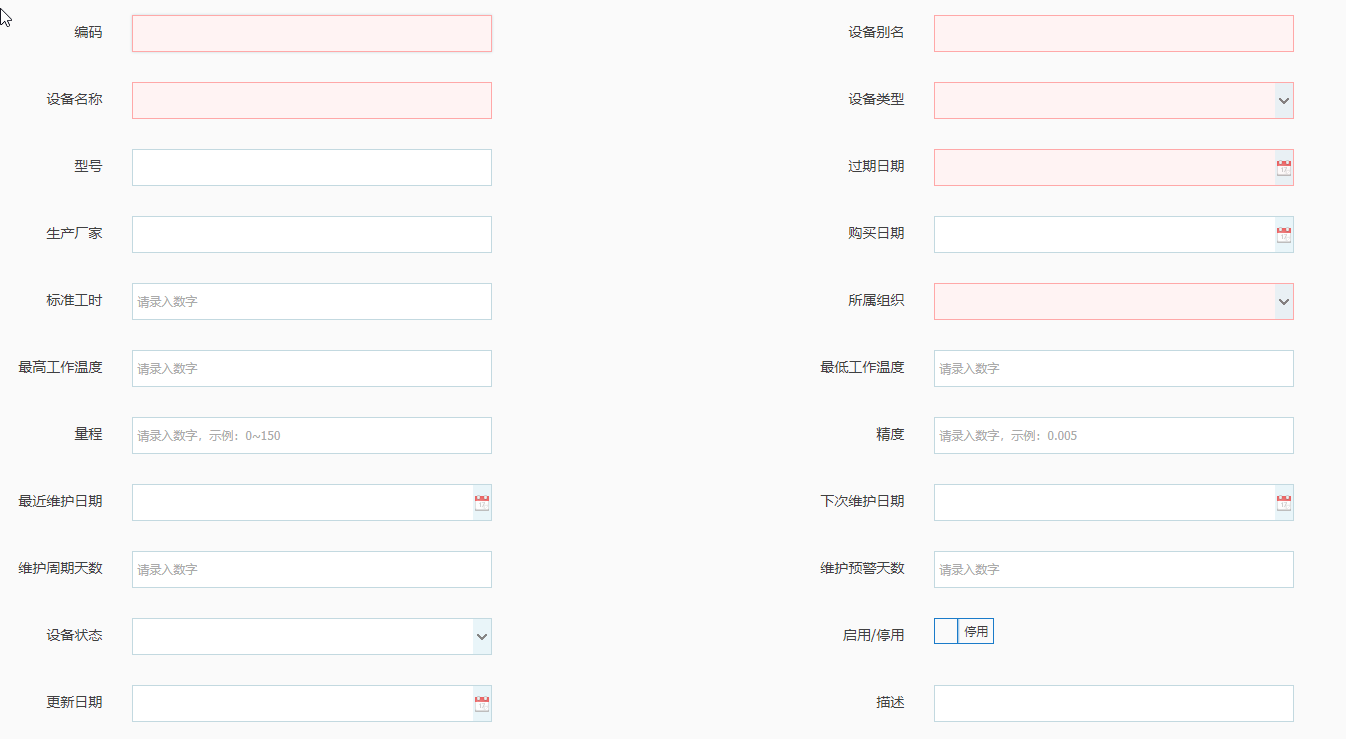 编码
设备别名
设备名称
设备类型
型号
过期日期
生产厂家
购买日期
标准工时 请录入数字
所属组织
最高工作温度 请录入数字
最低工作温度 请录入数字
量程 请录入数字，示例：0~150
精度 请录入数字，示例：0.005
最近维护日期
下次维护日期
维护周期天数 请录入数字
维护预警天数 请录入数字
设备状态
启用/停用 停用
更新日期
描述